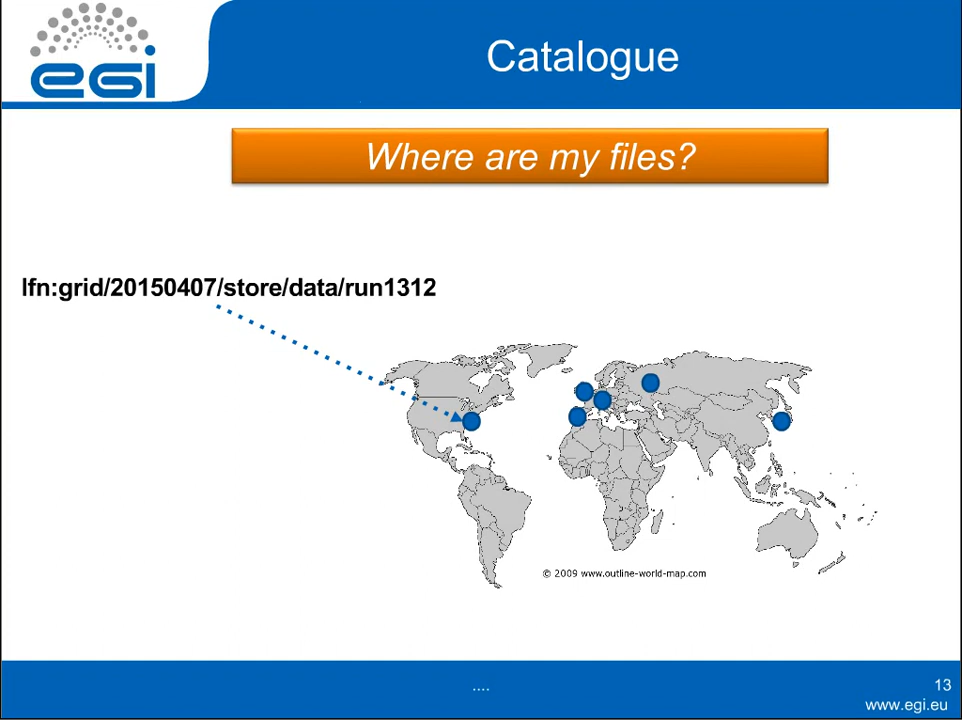 egi
Catalogue
Where are my files?
lfn:grid/20150407/store/data/run1312
© 2009 www.outline-world-map.com
....
13
www.egi.eu